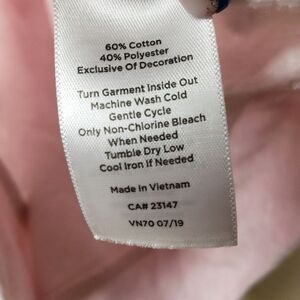 60% Cotton
40% Polyester
Exclusive Of Decoration
Turn Garment Inside Out
Machine Wash Cold
Gentle Cycle
Only Non-Chlorine Bleach
When Needed
Tumble Dry Low
Cool Iron if Needed
Made in Vietnam
CA# 23147
VN70 07/19